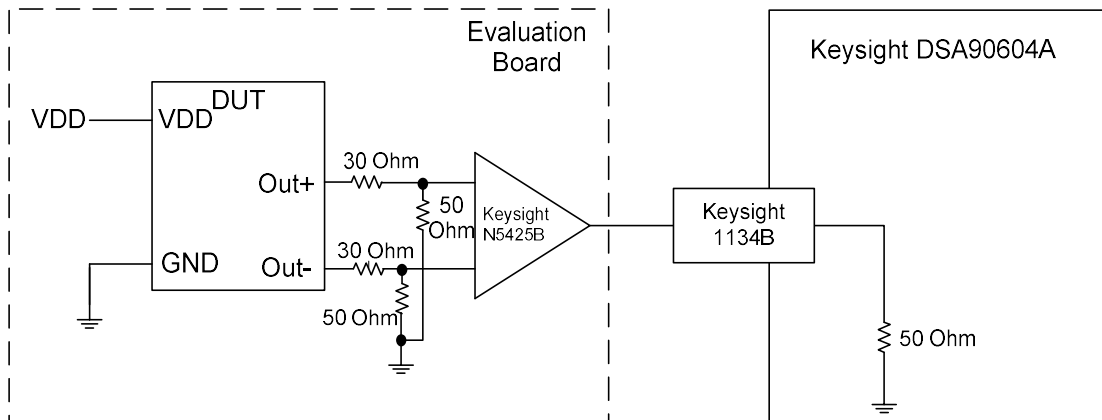 Evaluation
Board
Keysight DSA90604A
DUT
VDD
VDD
30 Ohm
Out+
50
Ohm
Keysight
N5425B
Keysight
1134B
30 Ohm
GND
Out-
50 Ohm
50 Ohm